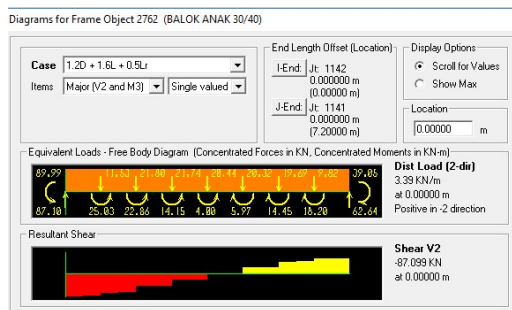 Diagrams for Frame Object 2762 (BALOK ANAK 30/40)
Case 1.2D + 1.6L + 0.5Lr
Items Major (V2 and M3) Single valued
End Length Offset (Location)
I-End: Jt: 1142
0.000000 m
(0.00000 m)
J-End: Jt: 1141
0.000000 m
(7.20000 m)
Display Options
Scroll for Values
Show Max
Location
0.00000 m
Equivalent Loads - Free Body Diagram (Concentrated Forces in KN, Concentrated Moments in KN-m)
89.99 11.53 21.80 21.74 20.44 20.32 19.69 9.82 39.05
87.10 25.03 22.86 14.15 4.00 5.97 14.45 18.20 62.64
Dist Load (2-dir)
3.39 KN/m
at 0.00000 m
Positive in -2 direction
Resultant Shear
Shear V2
-87.099 KN
at 0.00000 m